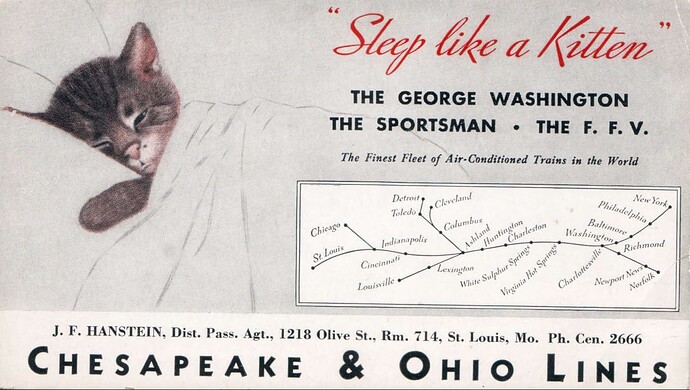 "Sleep like a Kitten"
THE GEORGE WASHINGTON
THE SPORTSMAN • THE F. F. V.
The Finest Fleet of Air-Conditioned Trains in the World
Detroit
Cleveland
Toledo
Columbus
Chicago
St Louis
Indianapolis
Cincinnati
Louisville
Lexington
Ashland
Huntington
Charleston
White Sulphur Springs
Virginia Hot Springs
New York
Philadelphia
Baltimore
Washington
Richmond
Charlottesville
Newport News
Norfolk
J. F. HANSTEIN, Dist. Pass. Agt., 1218 Olive St., Rm. 714, St. Louis, Mo. Ph. Cen. 2666
CHESAPEAKE & OHIO LINES